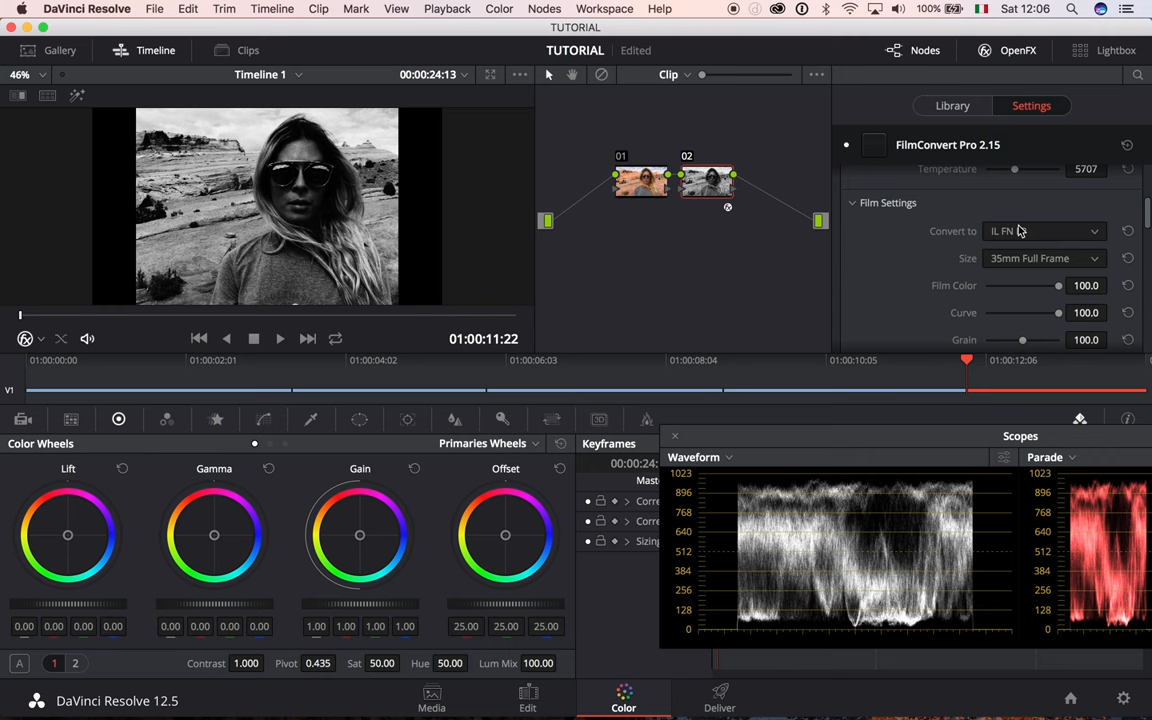 DaVinci Resolve File Edit Trim Timeline Clip Mark View Playback Color Nodes Workspace Help 100% Sat 12:06
TUTORIAL
Gallery Timeline Clips TUTORIAL Edited Nodes OpenFX Lightbox
46% Timeline 1 00:00:24:13 Clip
Library Settings
FilmConvert Pro 2.15
Temperature 5707
01 02
Film Settings
Convert to IL FN
Size 35mm Full Frame
Film Color 100.0
Curve 100.0
Grain 100.0
01:00:11:22
01:00:00:00 01:00:02:01 01:00:04:02 01:00:06:03 01:00:08:04 01:00:10:05 01:00:12:06
V1
3D
Color Wheels Primaries Wheels Keyframes Scopes
Waveform Parade
Lift Gamma Gain Offset
00:00:24:
Mast
Corre
Corre
Sizing
1023 1023
896 896
768 768
640 640
512 512
384 384
256 256
128 128
0 0
0.00 0.00 0.00 0.00 0.00 0.00 0.00 0.00 1.00 1.00 1.00 1.00 25.00 25.00 25.00
A 1 2 Contrast 1.000 Pivot 0.435 Sat 50.00 Hue 50.00 Lum Mix 100.00
DaVinci Resolve 12.5 Media Edit Color Deliver